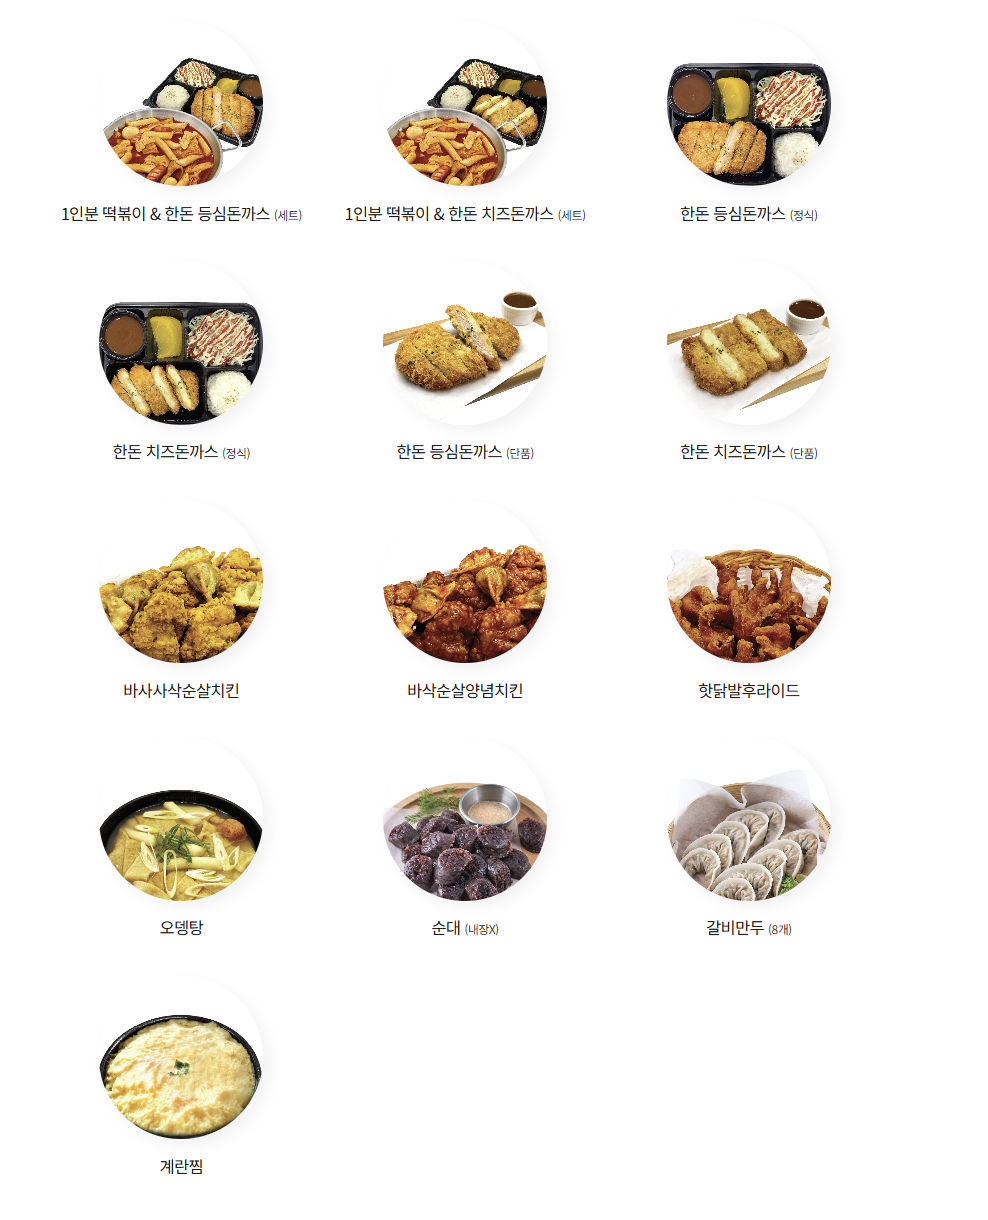 1인분 떡볶이 & 한돈 등심돈까스 (세트)
1인분 떡볶이 & 한돈 치즈돈까스 (세트)
한돈 등심돈까스 (정식)
한돈 치즈돈까스 (정식)
한돈 등심돈까스 (단품)
한돈 치즈돈까스 (단품)
바사사삭순살치킨
바삭순살양념치킨
핫닭발후라이드
오뎅탕
순대 (내장X)
갈비만두 (8개)
계란찜